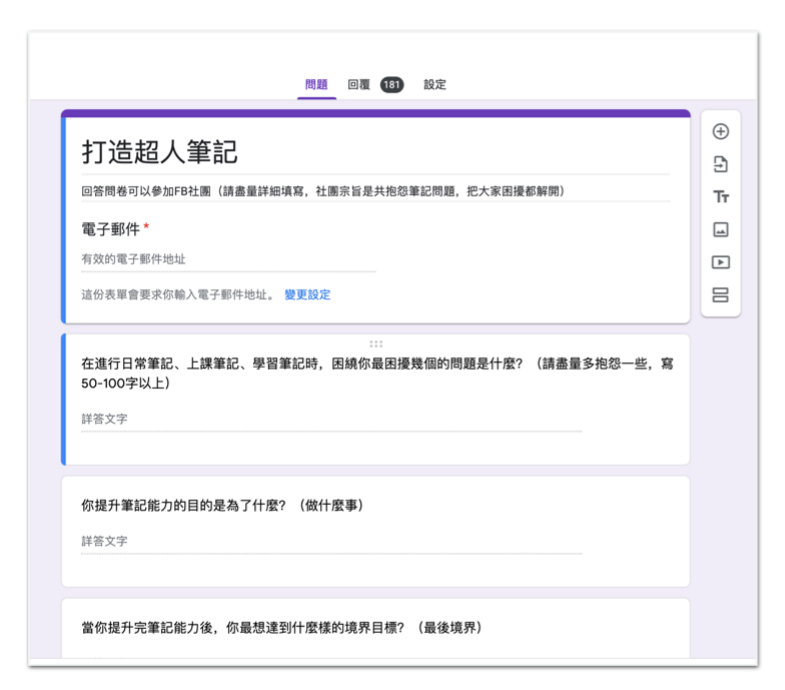 問題 回覆 181 設定
打造超人筆記
回答問卷可以參加FB社團（請盡量詳細填寫，社團宗旨是共抱怨筆記問題，把大家困擾都解開）
電子郵件 *
有效的電子郵件地址
這份表單會要求你輸入電子郵件地址。 變更設定
在進行日常筆記、上課筆記、學習筆記時，困繞你最困擾幾個的問題是什麼？（請盡量多抱怨一些，寫
50-100字以上）
詳答文字
你提升筆記能力的目的是為了什麼？（做什麼事）
詳答文字
當你提升完筆記能力後，你最想達到什麼樣的境界目標？（最後境界）
Tт